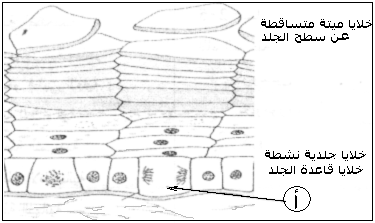 خلايا ميتة متساقطة
عن سطح الجلد
خلايا جلدية نشطة
خلايا قاعدة الجلد
أ